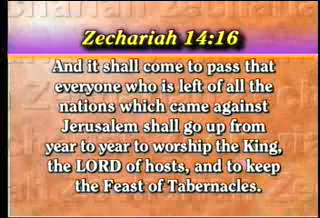 Zechariah 14:16
And it shall come to pass that
everyone who is left of all the
nations which came against
Jerusalem shall go up from
year to year to worship the King,
the LORD of hosts, and to keep
the Feast of Tabernacles.